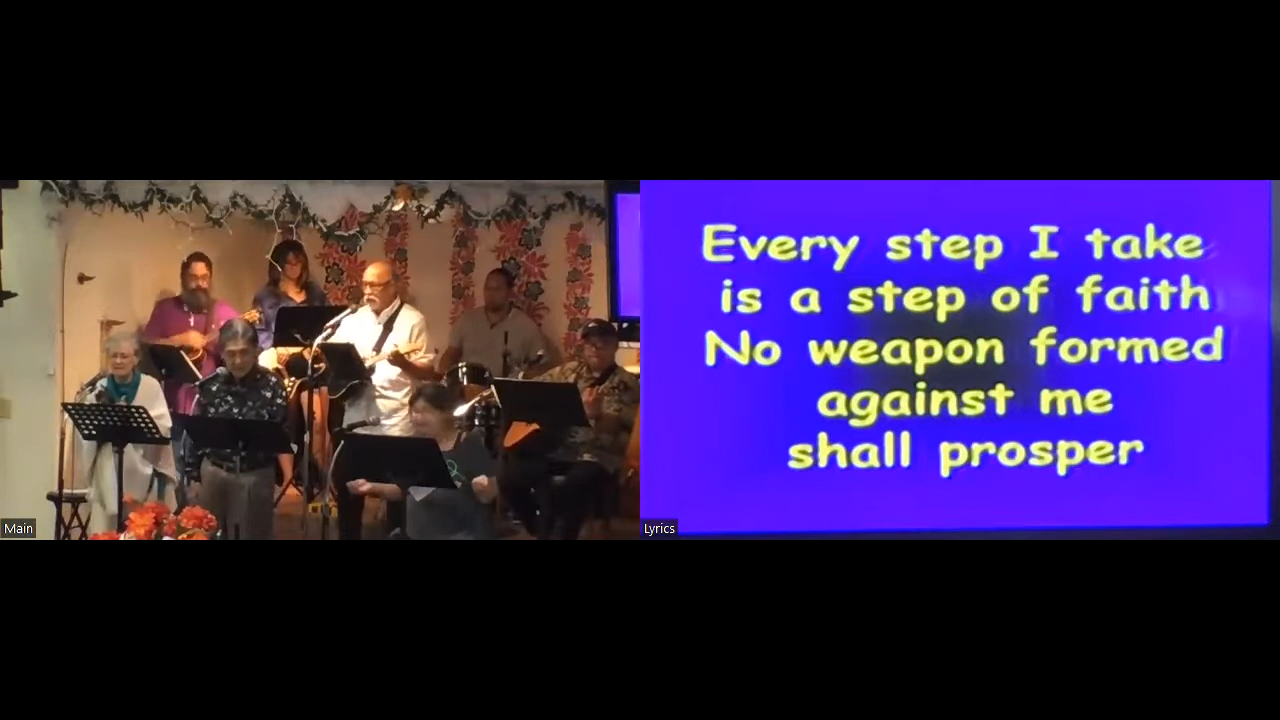 Every step I take
is a step of faith
No weapon formed
against me
shall prosper
Main
Lyrics